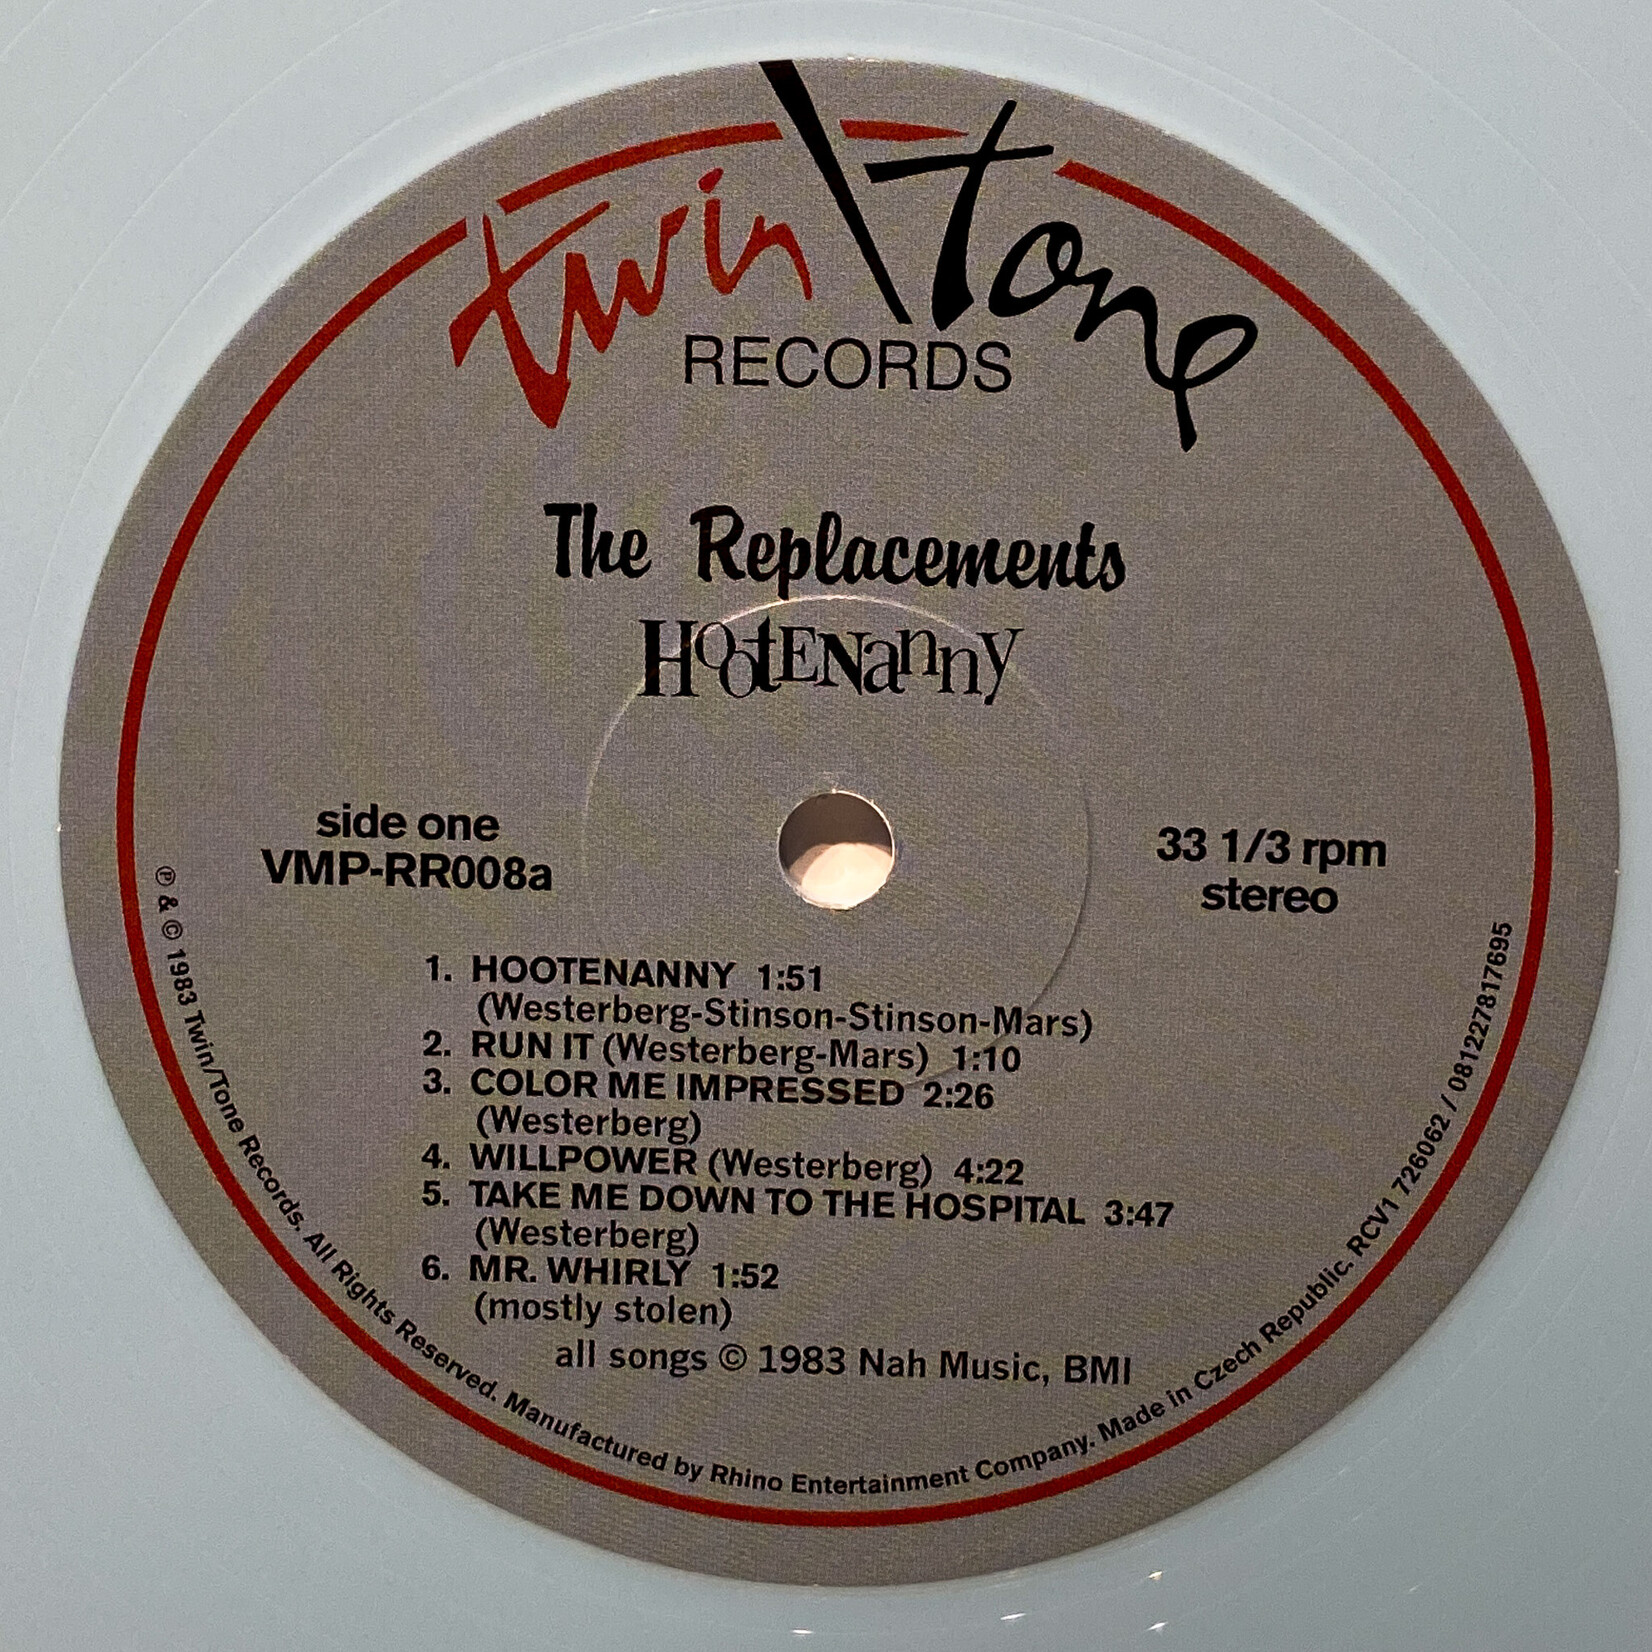 twin\tone
RECORDS
The Replacements
HOOTENANNY
side one
VMP-RR008a
33 1/3 rpm
stereo
1. HOOTENANNY 1:51
(Westerberg-Stinson-Stinson-Mars)
2. RUN IT (Westerberg-Mars) 1:10
3. COLOR ME IMPRESSED 2:26
(Westerberg)
4. WILLPOWER (Westerberg) 4:22
5. TAKE ME DOWN TO THE HOSPITAL 3:47
(Westerberg)
6. MR. WHIRLY 1:52
(mostly stolen)
all songs © 1983 Nah Music, BMI
℗ & © 1983 Twin/Tone Records. All Rights Reserved. Manufactured by Rhino Entertainment Company. Made in Czech Republic. RCV1 726062 / 081227817695